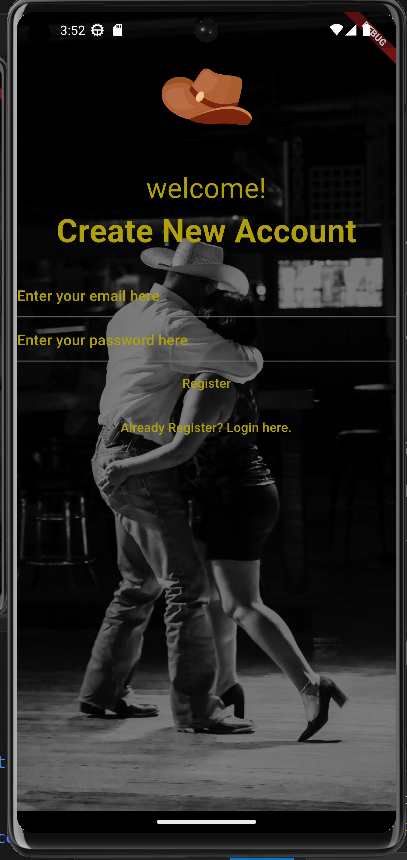 3:52
DEBUG
welcome!
Create New Account
Enter your email here
Enter your password here
Register
Already Register? Login here.